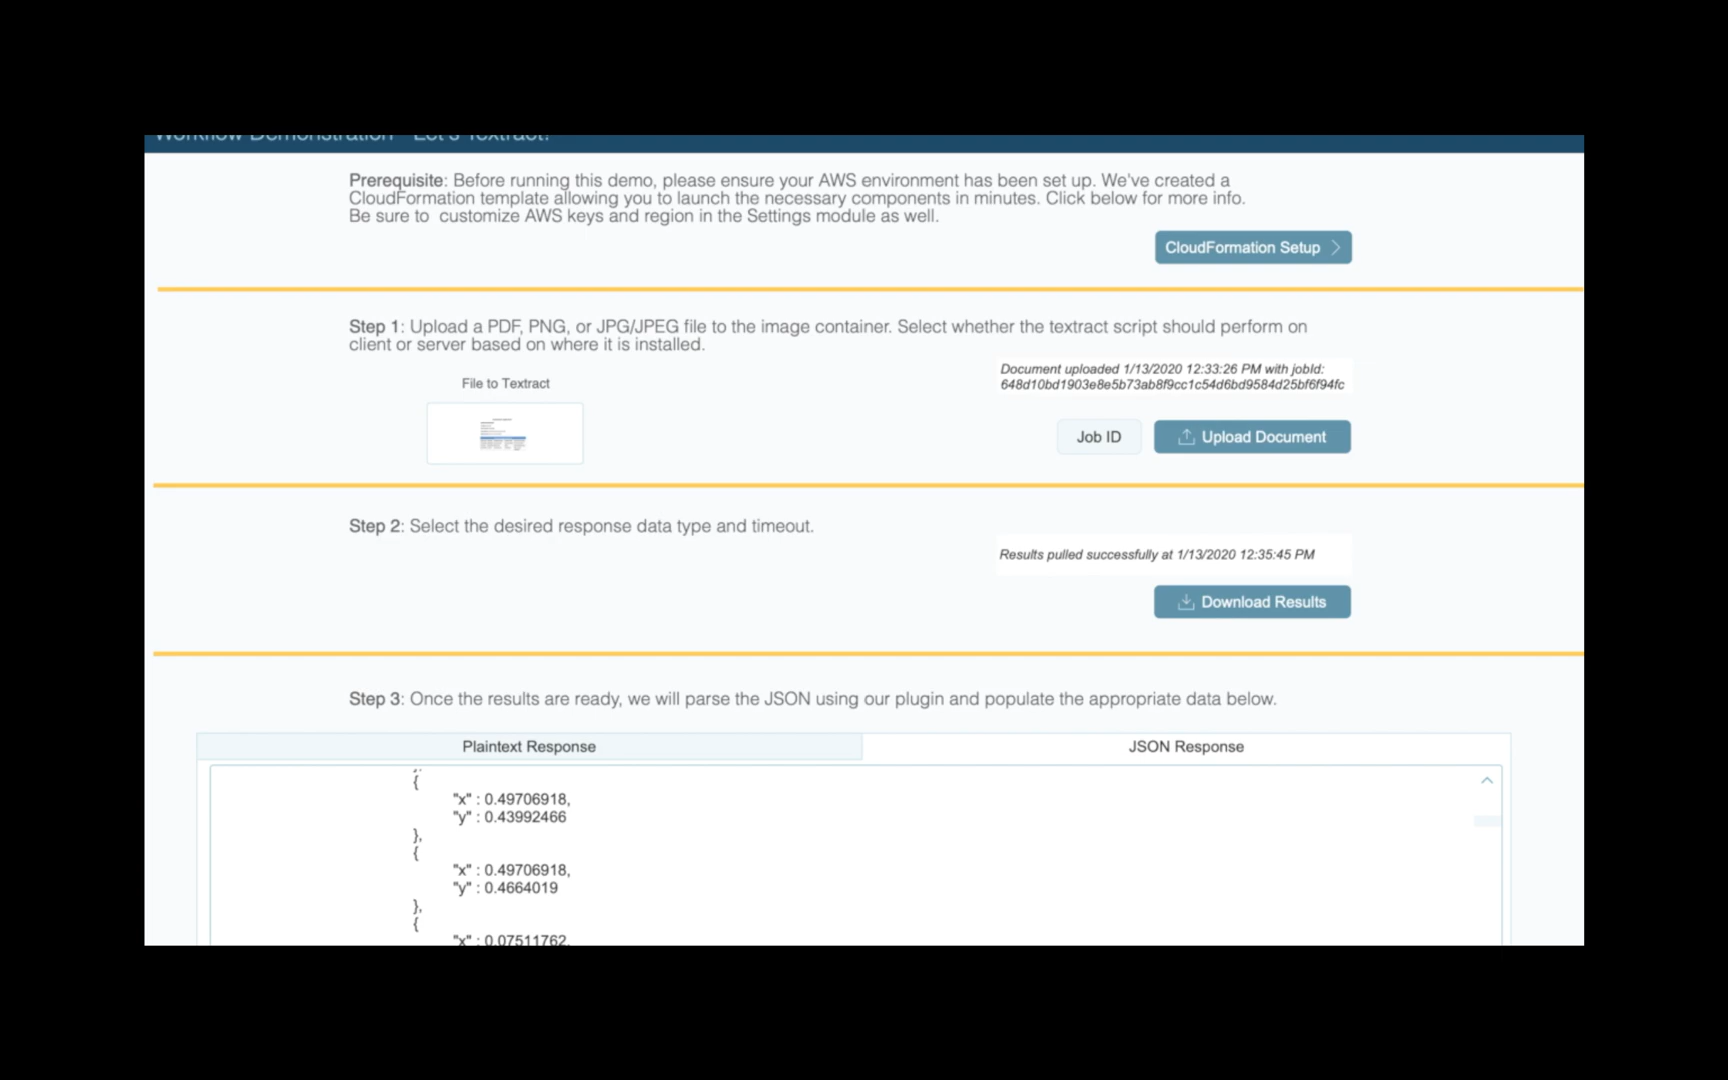 Workflow Demonstration - Let's Textract!
Prerequisite: Before running this demo, please ensure your AWS environment has been set up. We've created a
CloudFormation template allowing you to launch the necessary components in minutes. Click below for more info.
Be sure to  customize AWS keys and region in the Settings module as well.
CloudFormation Setup
Step 1: Upload a PDF, PNG, or JPG/JPEG file to the image container. Select whether the textract script should perform on
client or server based on where it is installed.
File to Textract
Document uploaded 1/13/2020 12:33:26 PM with jobId:
648d10bd1903e8e5b73ab8f9cc1c54d6bd9584d25bf6f94fc
Job ID
Upload Document
Step 2: Select the desired response data type and timeout.
Results pulled successfully at 1/13/2020 12:35:45 PM
Download Results
Step 3: Once the results are ready, we will parse the JSON using our plugin and populate the appropriate data below.
Plaintext Response
JSON Response
{
"x" : 0.49706918,
"y" : 0.43992466
},
{
"x" : 0.49706918,
"y" : 0.4664019
},
{
"x" : 0.07511762,